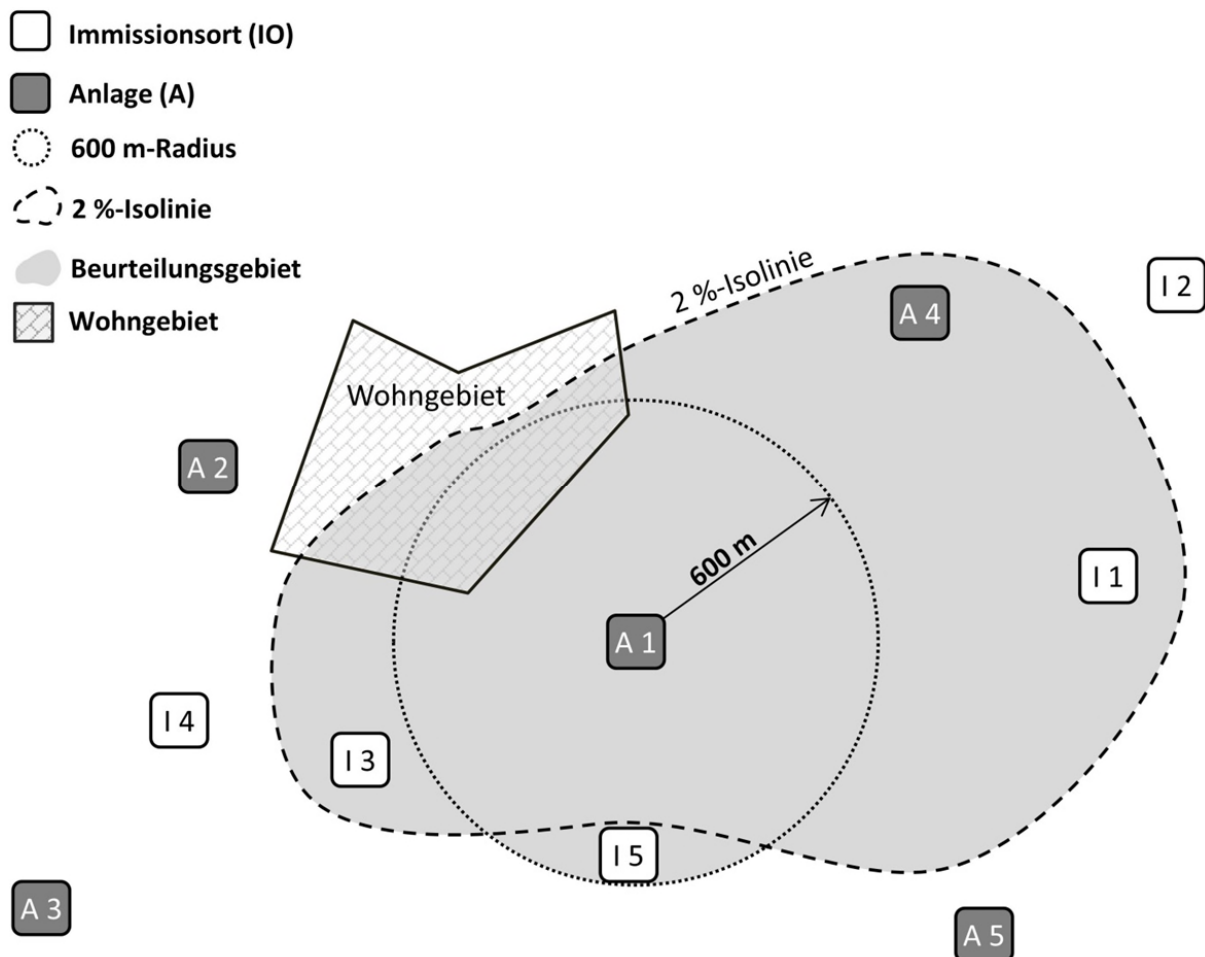 Immissionsort (IO)
Anlage (A)
600 m-Radius
2 %-Isolinie
Beurteilungsgebiet
Wohngebiet
2 %-Isolinie
I 2
A 4
Wohngebiet
A 2
600 m
I 1
A 1
I 4
I 3
I 5
A 3
A 5